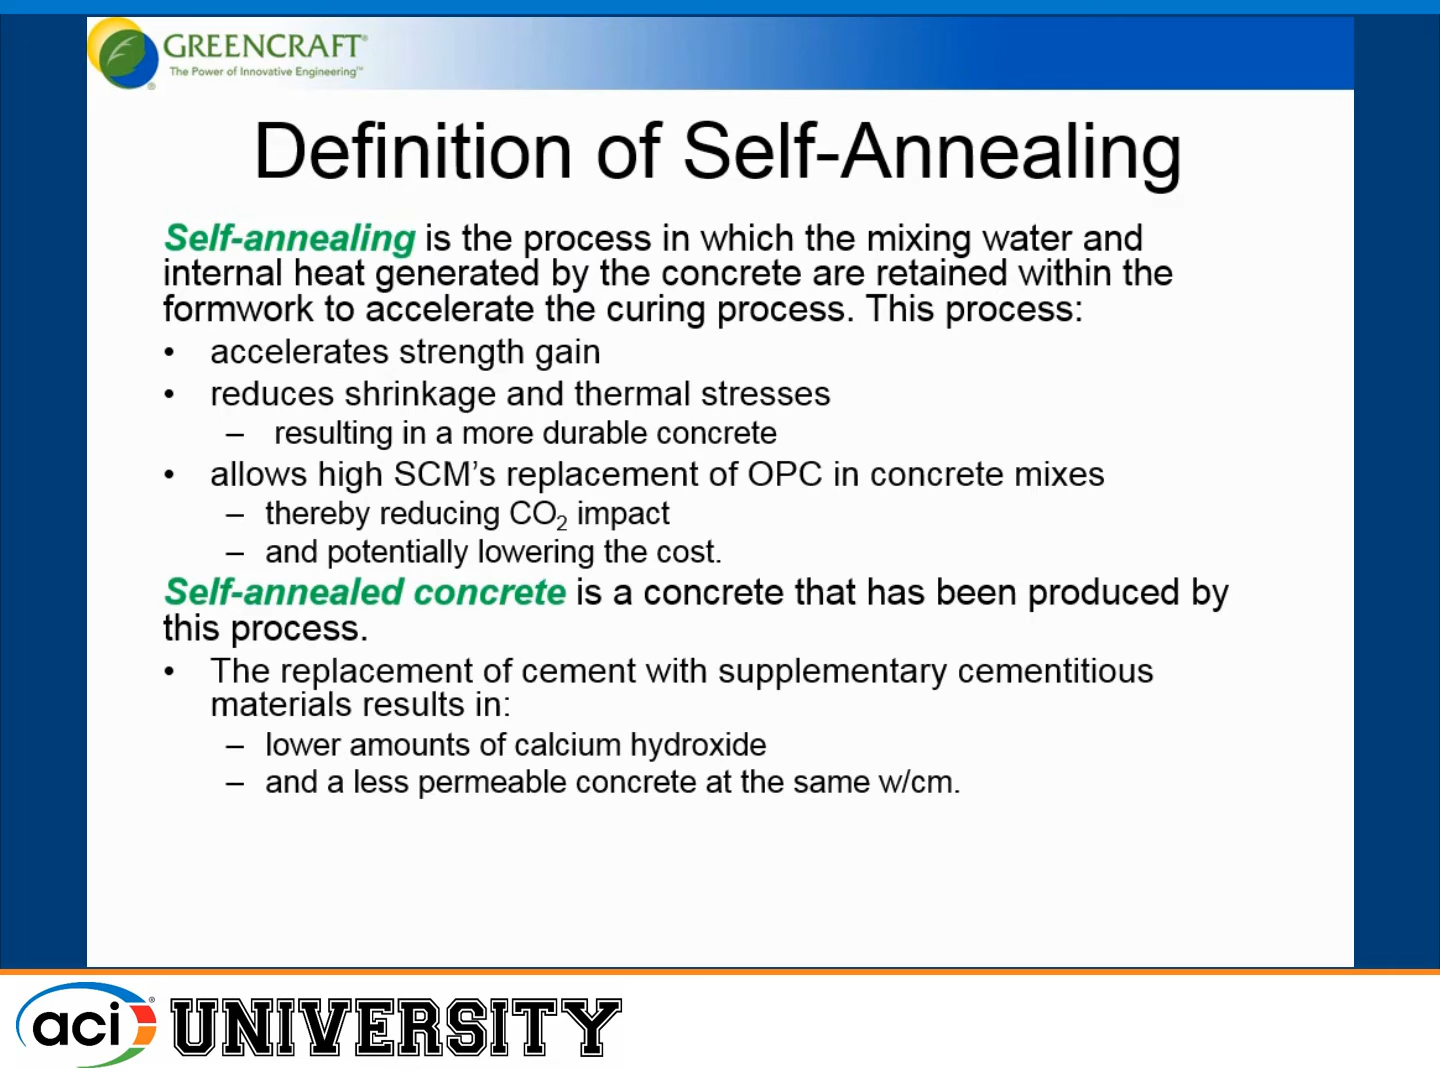 GREENCRAFT®
The Power of Innovative Engineering™
®
Definition of Self-Annealing
Self-annealing is the process in which the mixing water and
internal heat generated by the concrete are retained within the
formwork to accelerate the curing process. This process:
• accelerates strength gain
• reduces shrinkage and thermal stresses
– resulting in a more durable concrete
• allows high SCM's replacement of OPC in concrete mixes
– thereby reducing CO₂ impact
– and potentially lowering the cost.
Self-annealed concrete is a concrete that has been produced by
this process.
• The replacement of cement with supplementary cementitious
materials results in:
– lower amounts of calcium hydroxide
– and a less permeable concrete at the same w/cm.
aci® UNIVERSITY